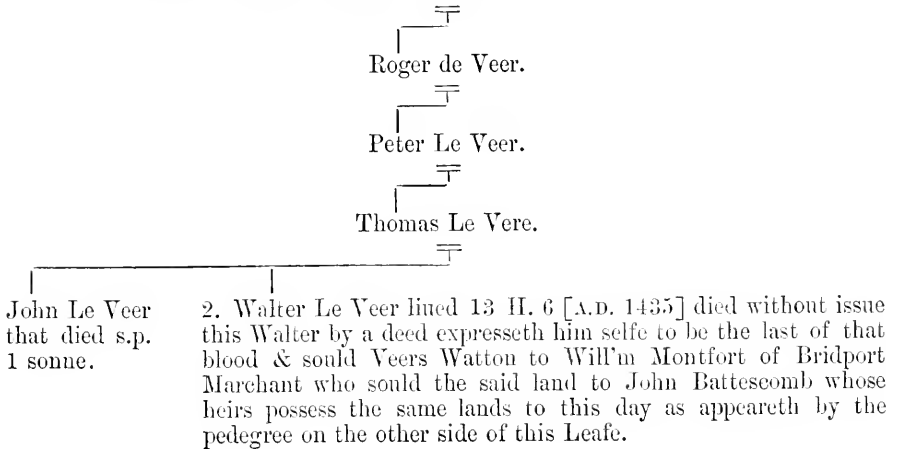 Roger de Veer.
Peter Le Veer.
Thomas Le Vere.
John Le Veer
that died s.p.
1 sonne.
2. Walter Le Veer liued 13 H. 6 [A.D. 1435] died without issue
this Walter by a deed expresseth him selfe to be the last of that
blood & sould Veers Watton to Will'm Montfort of Bridport
Marchant who sould the said land to John Battescomb whose
heirs possess the same lands to this day as appeareth by the
pedegree on the other side of this Leafe.